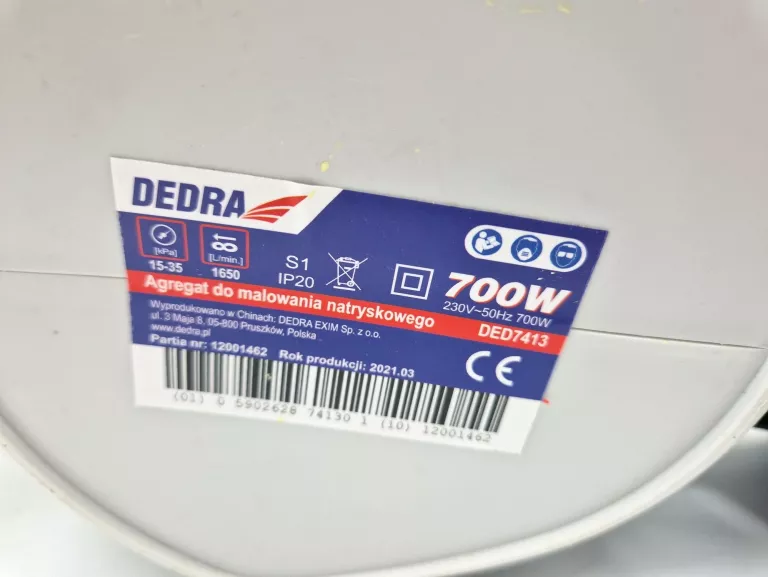 DEDRA
[kPa]
[L/min.]
15-35
1650
S1
IP20
700W
230V~50Hz 700W
Agregat do malowania natryskowego
DED7413
Wyprodukowano w Chinach: DEDRA EXIM Sp. z o.o.
ul. 3 Maja 8, 05-800 Pruszków, Polska
www.dedra.pl
Partia nr: 12001462 Rok produkcji: 2021.03
CE
(01) 0 5902628 74130 1 (10) 12001462